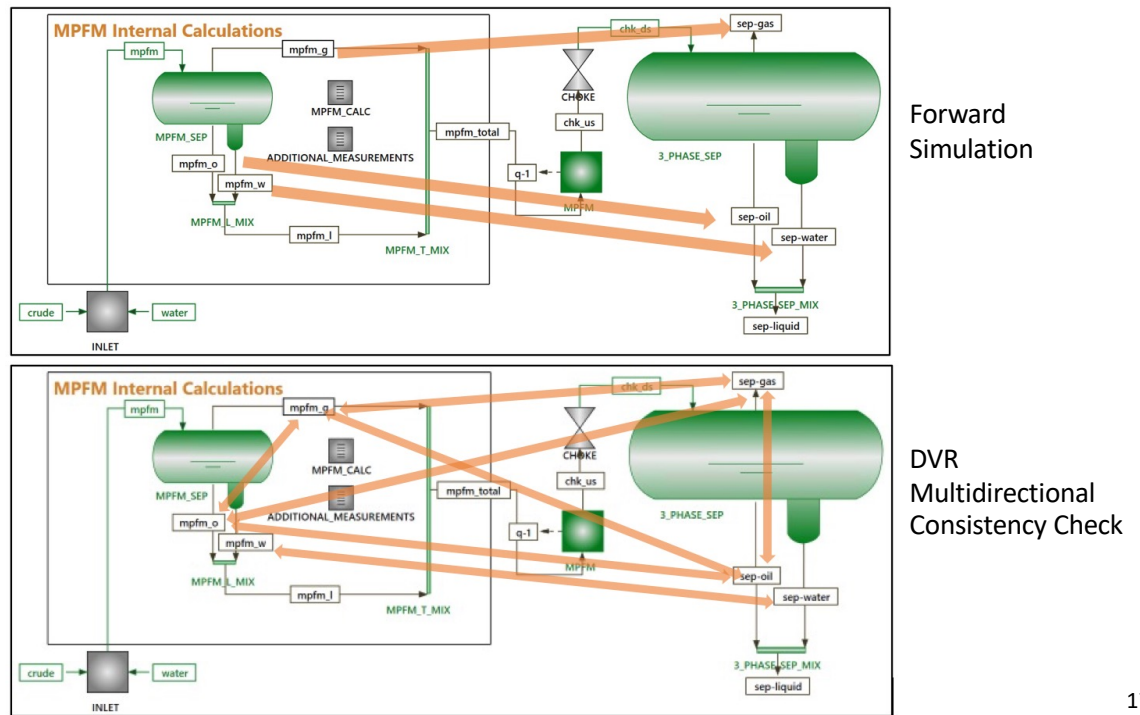 MPFM Internal Calculations
mpfm
mpfm_g
chk_ds
sep-gas
MPFM_CALC
CHOKE
MPFM_SEP
mpfm_total
chk_us
3_PHASE_SEP
ADDITIONAL_MEASUREMENTS
mpfm_o
q-1
mpfm_w
MPFM
MPFM_L_MIX
sep-oil
mpfm_l
MPFM_T_MIX
sep-water
crude
water
3_PHASE_SEP_MIX
INLET
sep-liquid
Forward
Simulation
MPFM Internal Calculations
mpfm
mpfm_g
chk_ds
sep-gas
MPFM_CALC
CHOKE
MPFM_SEP
mpfm_total
chk_us
3_PHASE_SEP
ADDITIONAL_MEASUREMENTS
mpfm_o
q-1
mpfm_w
MPFM
MPFM_L_MIX
sep-oil
mpfm_l
MPFM_T_MIX
sep-water
crude
water
3_PHASE_SEP_MIX
INLET
sep-liquid
DVR
Multidirectional
Consistency Check
1